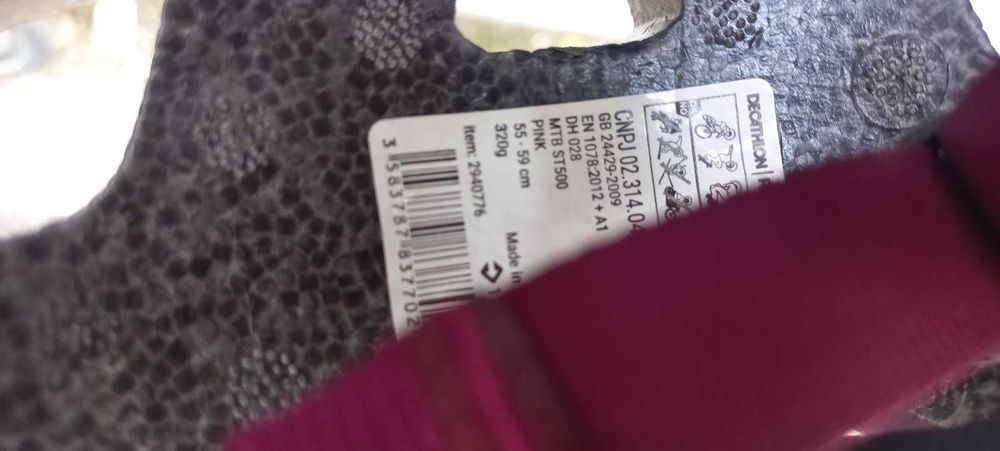 DECATHLON
CNPJ 02.314.04
GB 24429-2009
EN 1078:2012 + A1
DH 028
MTB ST500
PINK
55 - 59 cm
320g
Made in
Item: 2940776
3 583787 837702